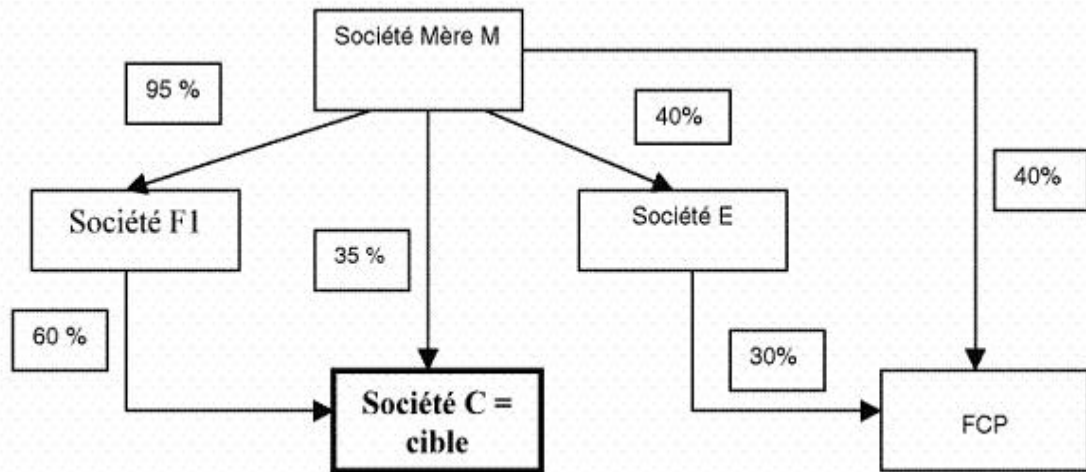 Société Mère M
95 %
40%
40%
Société F1
Société E
35 %
60 %
30%
Société C =
cible
FCP